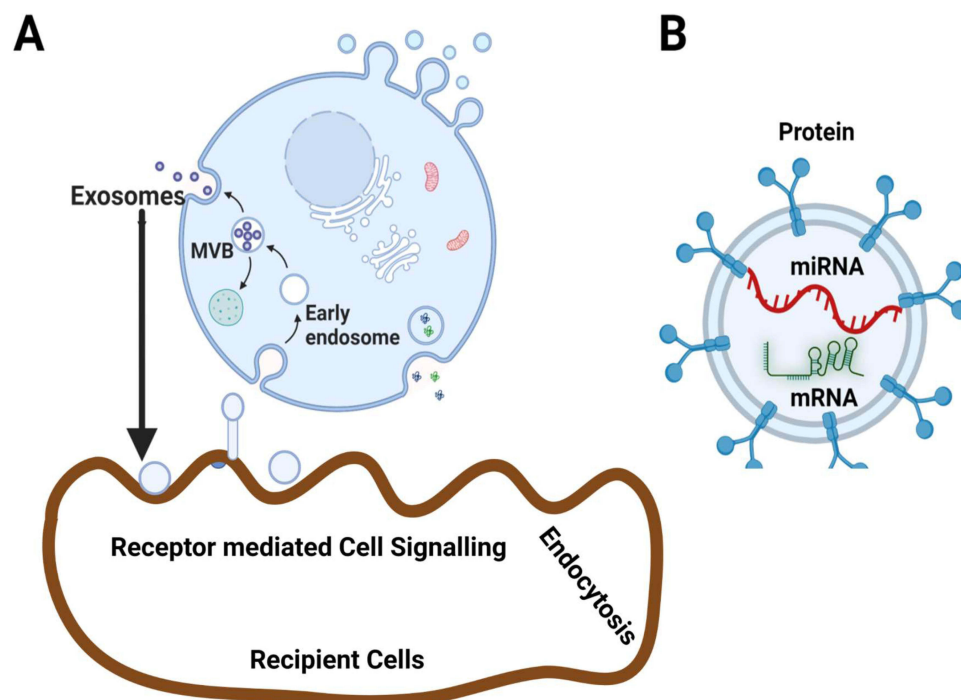 A
Exosomes
MVB
Early
endosome
Receptor mediated Cell Signalling
Endocytosis
Recipient Cells
B
Protein
miRNA
mRNA